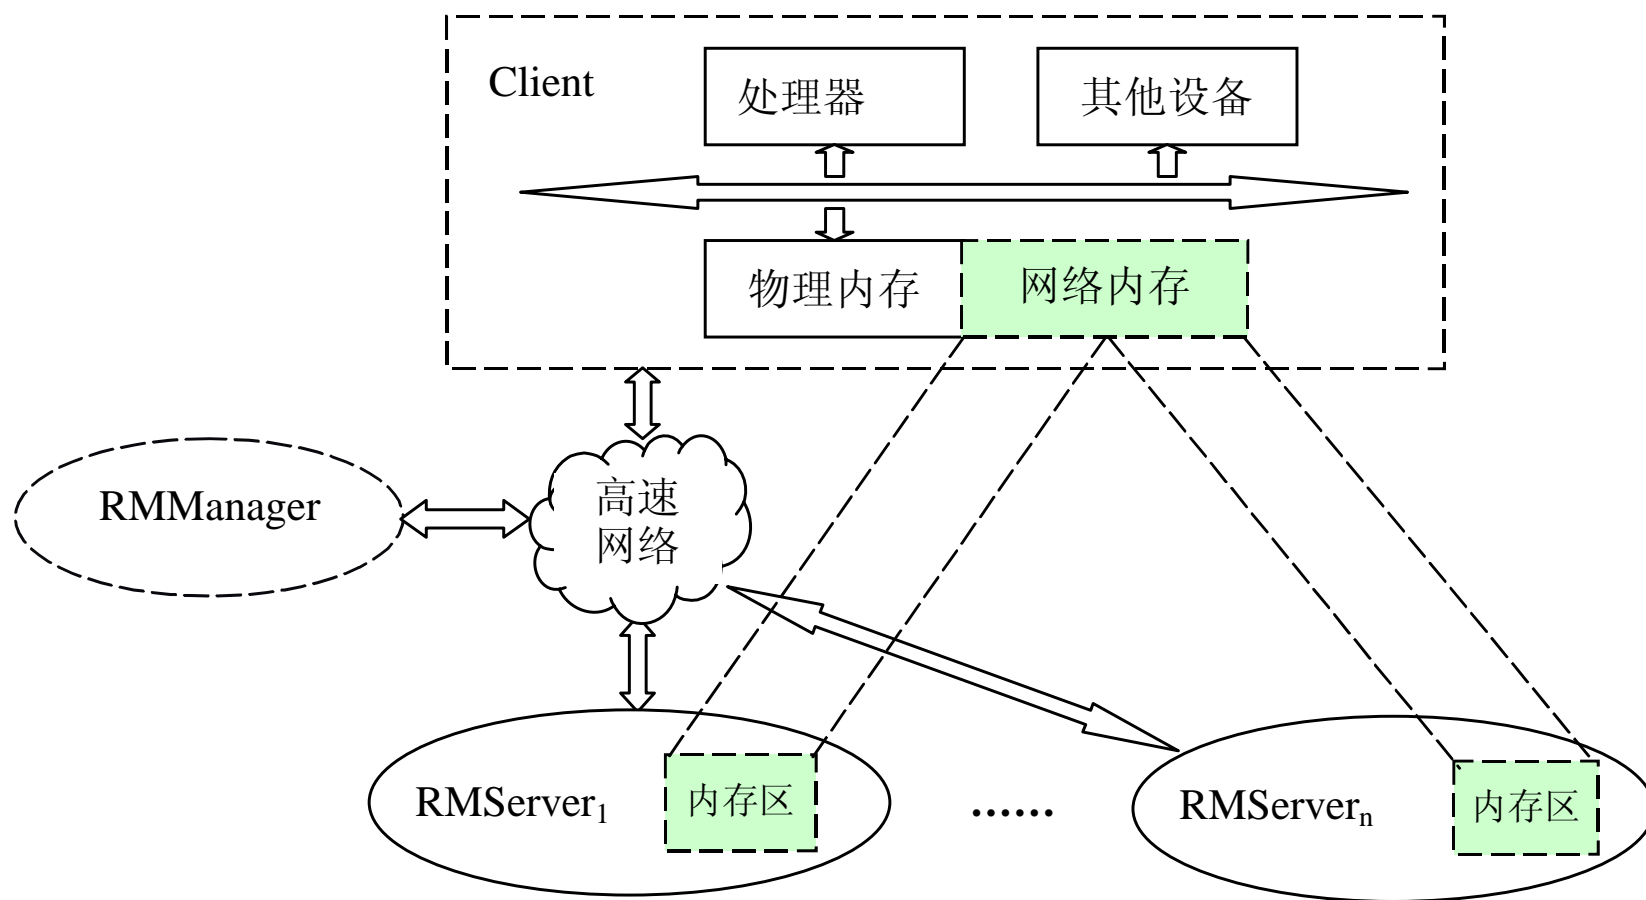 Client
处理器
其他设备
物理内存
网络内存
RMManager
高速
网络
RMServer1
内存区
......
RMServern
内存区